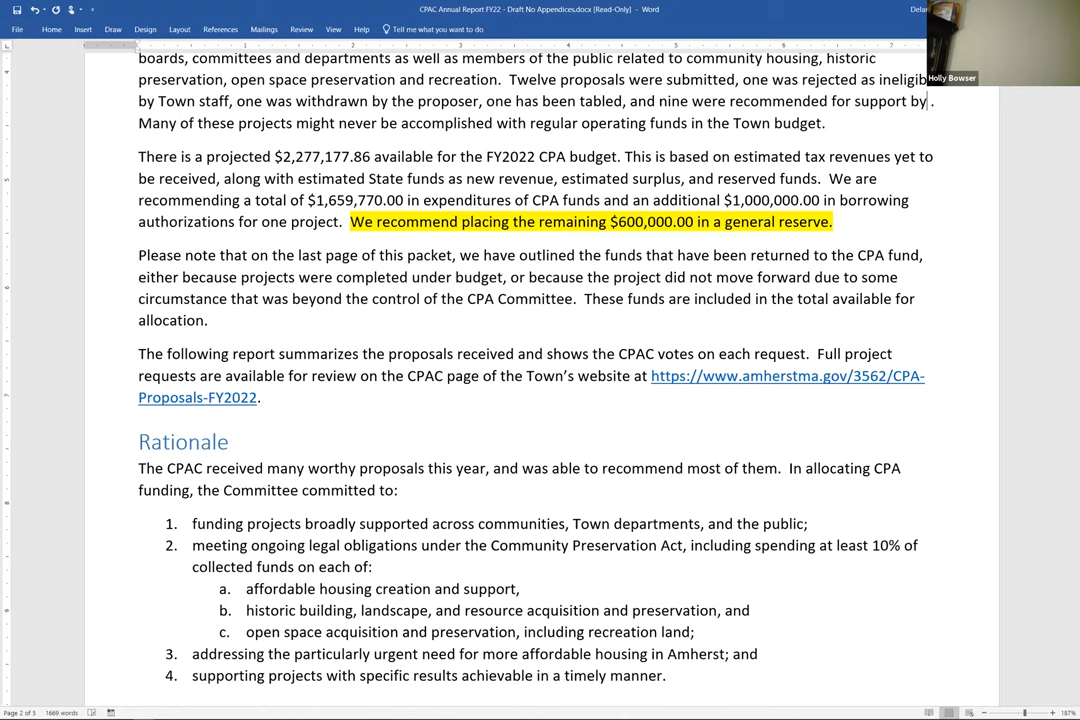 CPAC Annual Report FY22 - Draft No Appendices.docx [Read-Only] - Word
File Home Insert Draw Design Layout References Mailings Review View Help Tell me what you want to do
Holly Bowser
boards, committees and departments as well as members of the public related to community housing, historic
preservation, open space preservation and recreation. Twelve proposals were submitted, one was rejected as ineligib
by Town staff, one was withdrawn by the proposer, one has been tabled, and nine were recommended for support by .
Many of these projects might never be accomplished with regular operating funds in the Town budget.
There is a projected $2,277,177.86 available for the FY2022 CPA budget. This is based on estimated tax revenues yet to
be received, along with estimated State funds as new revenue, estimated surplus, and reserved funds. We are
recommending a total of $1,659,770.00 in expenditures of CPA funds and an additional $1,000,000.00 in borrowing
authorizations for one project. We recommend placing the remaining $600,000.00 in a general reserve.
Please note that on the last page of this packet, we have outlined the funds that have been returned to the CPA fund,
either because projects were completed under budget, or because the project did not move forward due to some
circumstance that was beyond the control of the CPA Committee. These funds are included in the total available for
allocation.
The following report summarizes the proposals received and shows the CPAC votes on each request. Full project
requests are available for review on the CPAC page of the Town's website at https://www.amherstma.gov/3562/CPA-
Proposals-FY2022.
Rationale
The CPAC received many worthy proposals this year, and was able to recommend most of them. In allocating CPA
funding, the Committee committed to:
1. funding projects broadly supported across communities, Town departments, and the public;
2. meeting ongoing legal obligations under the Community Preservation Act, including spending at least 10% of
collected funds on each of:
a. affordable housing creation and support,
b. historic building, landscape, and resource acquisition and preservation, and
c. open space acquisition and preservation, including recreation land;
3. addressing the particularly urgent need for more affordable housing in Amherst; and
4. supporting projects with specific results achievable in a timely manner.
Page 2 of 5 1669 words 187%